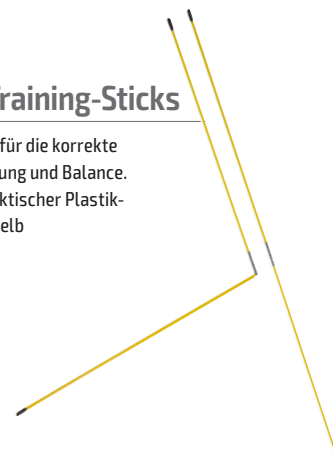 raining-Sticks
für die korrekte
ung und Balance.
ktischer Plastik-
elb